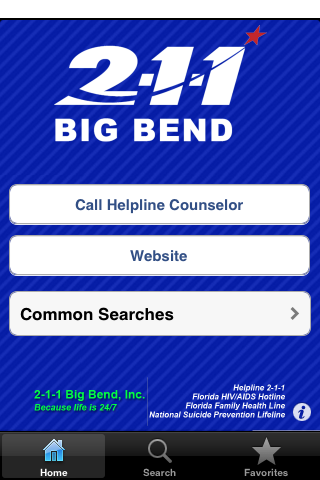 2-1-1
BIG BEND
Call Helpline Counselor
Website
Common Searches
2-1-1 Big Bend, Inc.
Because life is 24/7
Helpline 2-1-1
Florida HIV/AIDS Hotline
Florida Family Health Line
National Suicide Prevention Lifeline
i
Home
Search
Favorites